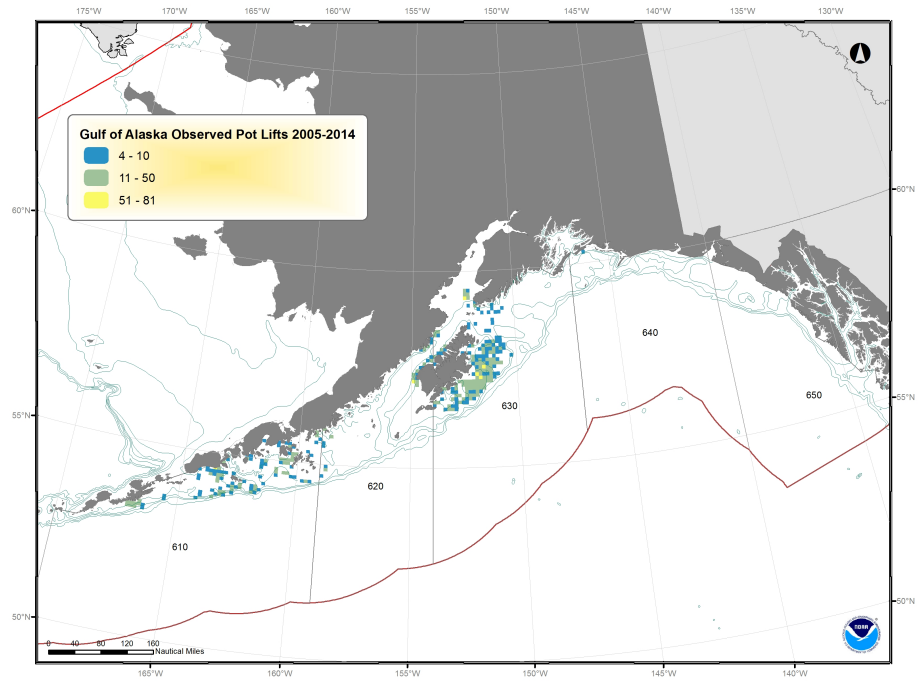 175°W 170°W 165°W 160°W 155°W 150°W 145°W 140°W 135°W 130°W
Gulf of Alaska Observed Pot Lifts 2005-2014
4 - 10
11 - 50
51 - 81
60°N 60°N
640
650
55°N 55°N
630
620
610
50°N 50°N
NOAA
0 40 80 120 160
Nautical Miles
165°W 160°W 155°W 150°W 145°W 140°W